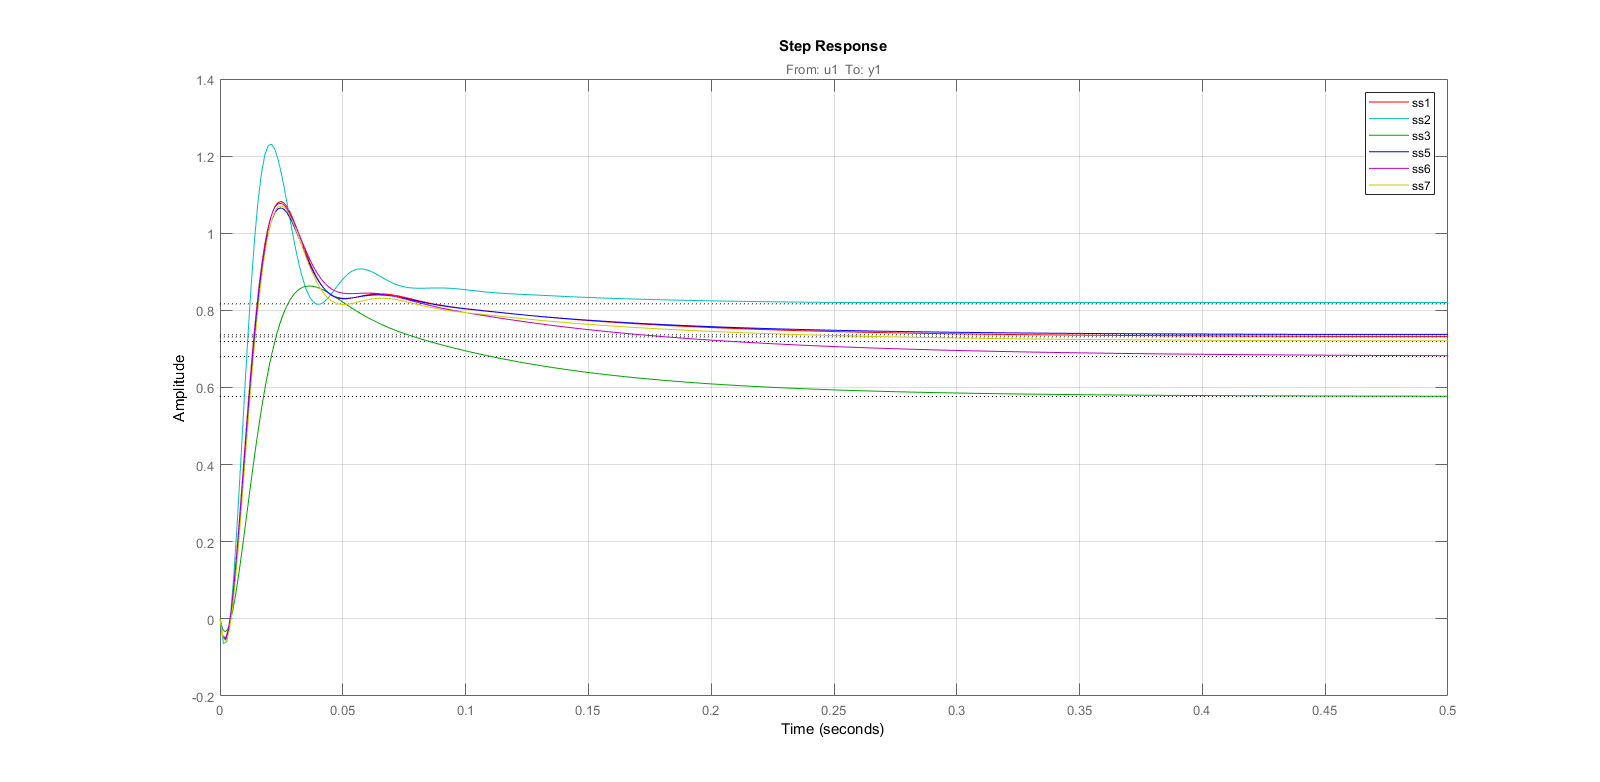 Step Response
From: u1 To: y1
ss1
ss2
ss3
ss5
ss6
ss7
1.4
1.2
1
0.8
0.6
0.4
0.2
0
-0.2
Amplitude
0 0.05 0.1 0.15 0.2 0.25 0.3 0.35 0.4 0.45 0.5
Time (seconds)